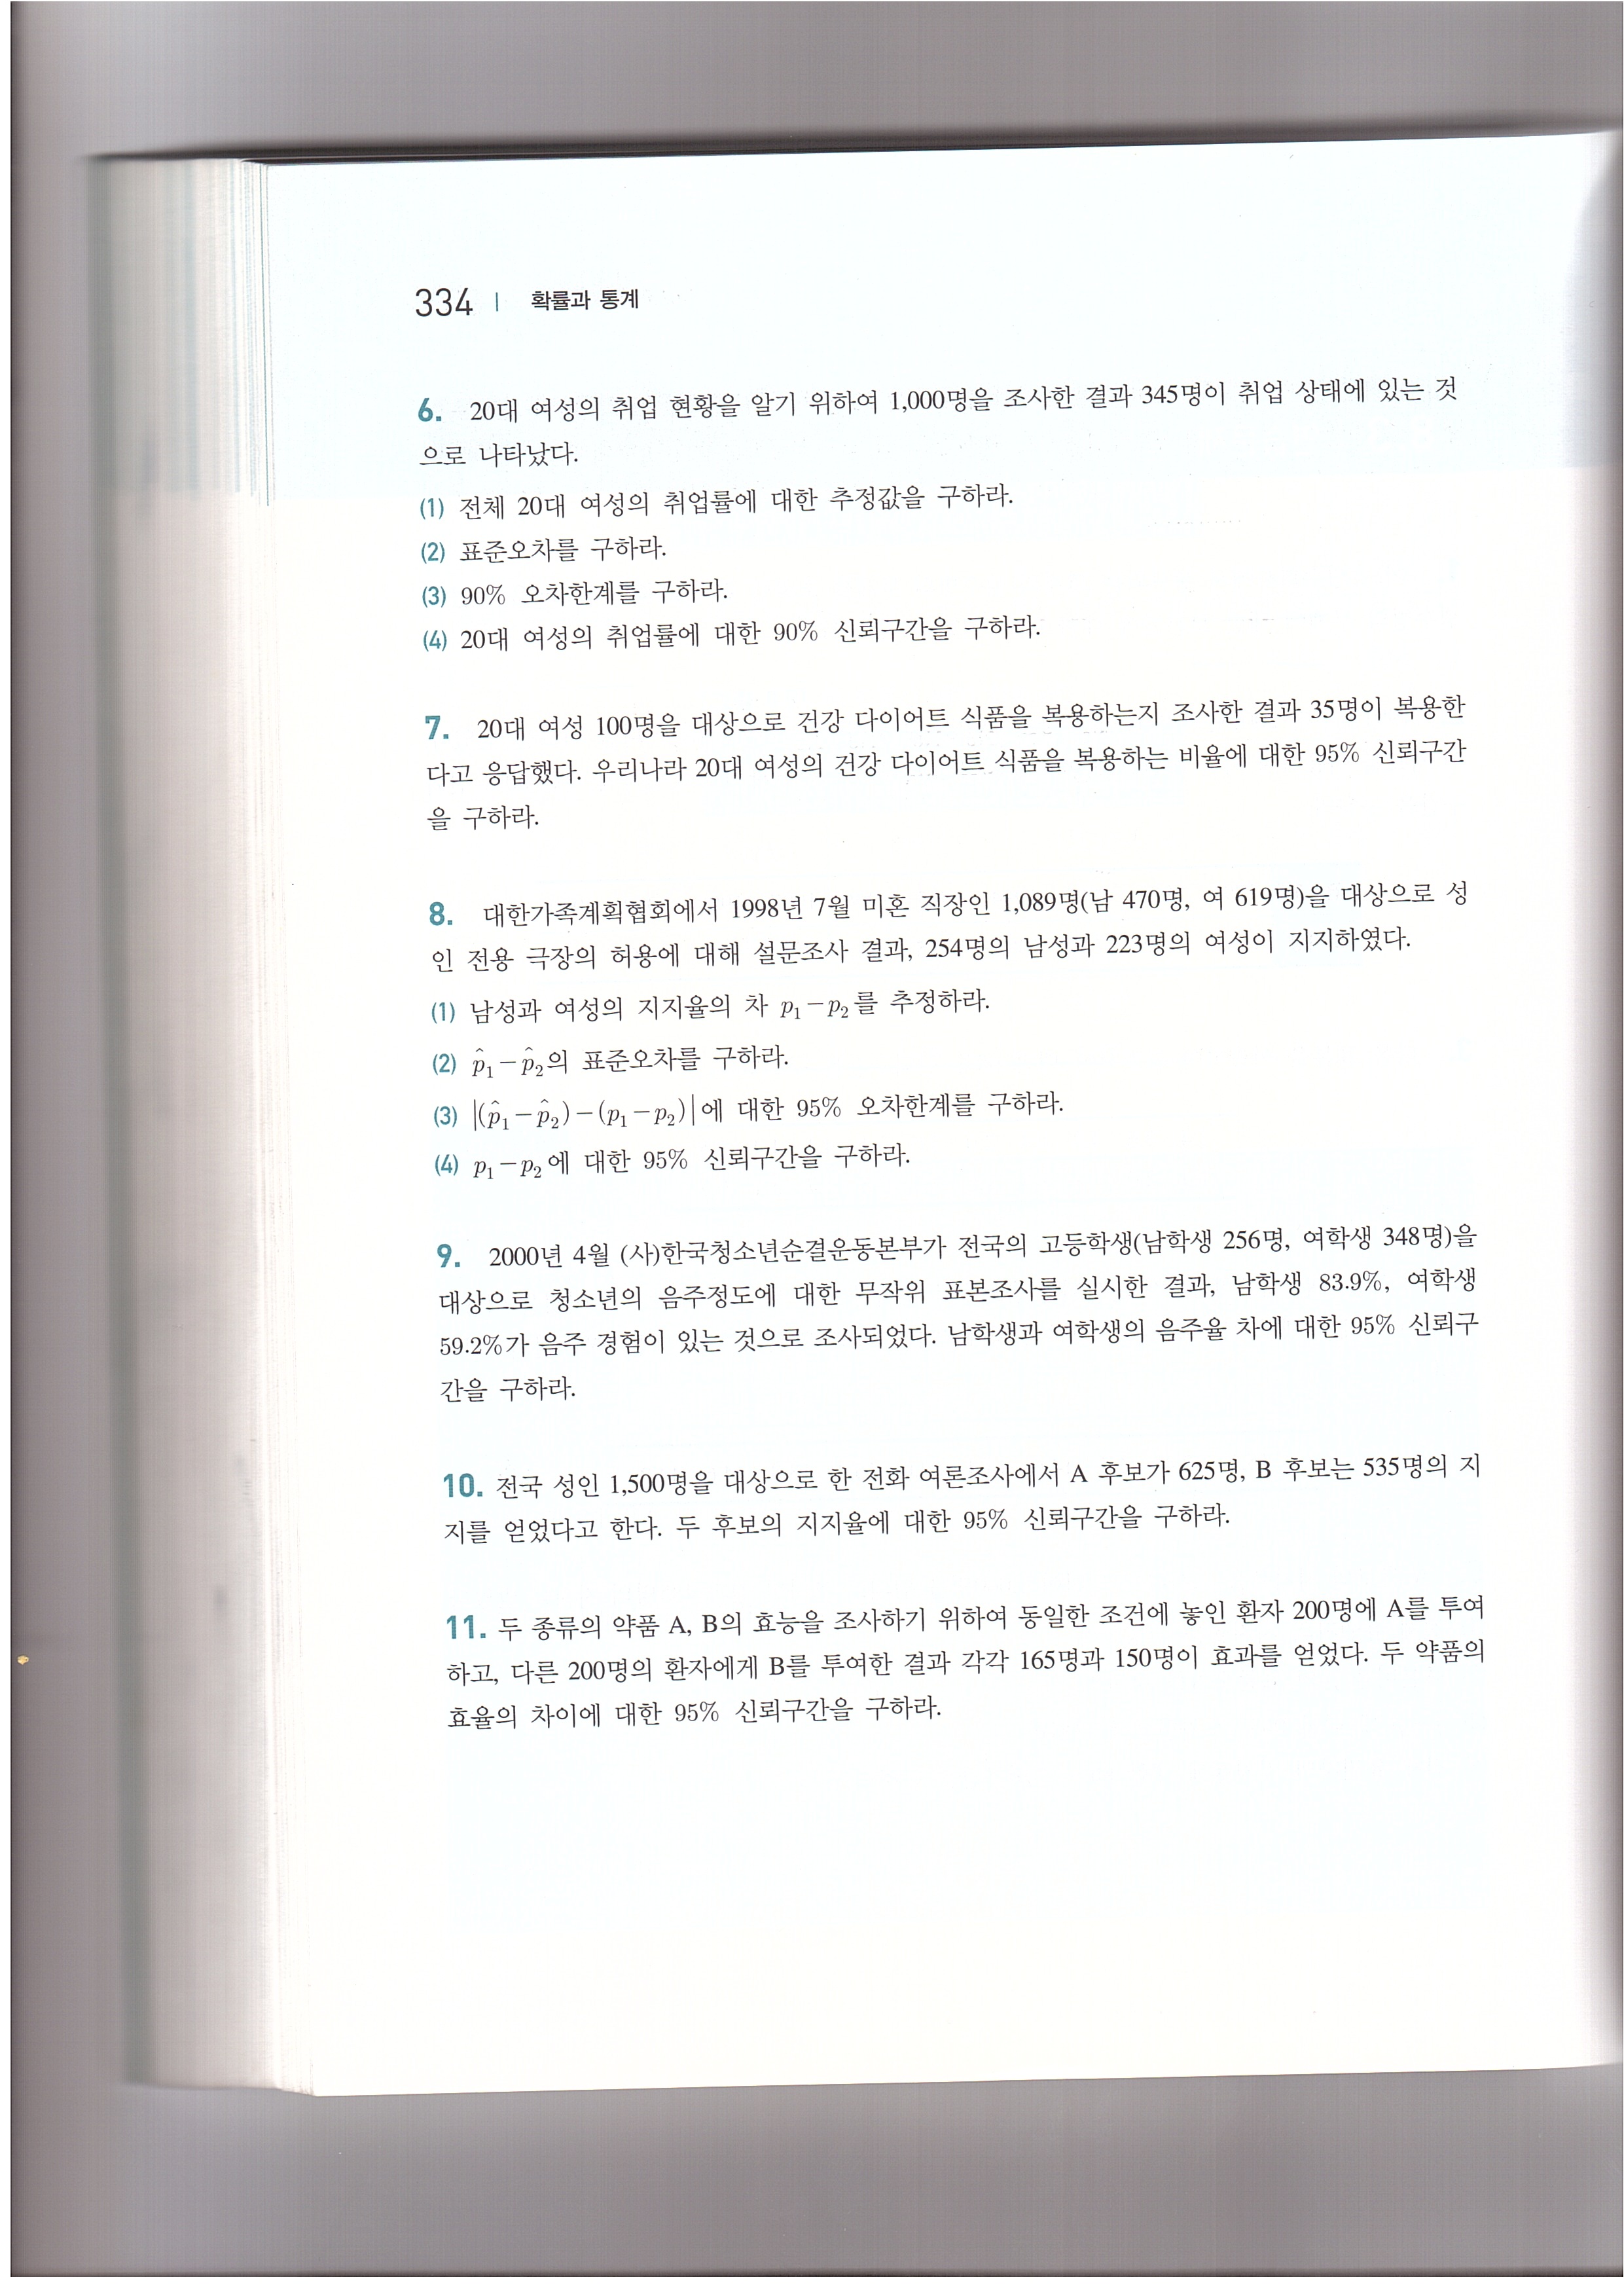 334 | 확률과 통계
6. 20대 여성의 취업 현황을 알기 위하여 1,000명을 조사한 결과 345명이 취업 상태에 있는 것
으로 나타났다.
(1) 전체 20대 여성의 취업률에 대한 추정값을 구하라.
(2) 표준오차를 구하라.
(3) 90% 오차한계를 구하라.
(4) 20대 여성의 취업률에 대한 90% 신뢰구간을 구하라.
7. 20대 여성 100명을 대상으로 건강 다이어트 식품을 복용하는지 조사한 결과 35명이 복용한
다고 응답했다. 우리나라 20대 여성의 건강 다이어트 식품을 복용하는 비율에 대한 95% 신뢰구간
을 구하라.
8. 대한가족계획협회에서 1998년 7월 미혼 직장인 1,089명(남 470명, 여 619명)을 대상으로 성
인 전용 극장의 허용에 대해 설문조사 결과, 254명의 남성과 223명의 여성이 지지하였다.
(1) 남성과 여성의 지지율의 차 p₁−p₂를 추정하라.
(2) p̂₁−p̂₂의 표준오차를 구하라.
(3) |(p̂₁−p̂₂)−(p₁−p₂)|에 대한 95% 오차한계를 구하라.
(4) p₁−p₂에 대한 95% 신뢰구간을 구하라.
9. 2000년 4월 (사)한국청소년순결운동본부가 전국의 고등학생(남학생 256명, 여학생 348명)을
대상으로 청소년의 음주정도에 대한 무작위 표본조사를 실시한 결과, 남학생 83.9%, 여학생
59.2%가 음주 경험이 있는 것으로 조사되었다. 남학생과 여학생의 음주율 차에 대한 95% 신뢰구
간을 구하라.
10. 전국 성인 1,500명을 대상으로 한 전화 여론조사에서 A 후보가 625명, B 후보는 535명의 지
지를 얻었다고 한다. 두 후보의 지지율에 대한 95% 신뢰구간을 구하라.
11. 두 종류의 약품 A, B의 효능을 조사하기 위하여 동일한 조건에 놓인 환자 200명에 A를 투여
하고, 다른 200명의 환자에게 B를 투여한 결과 각각 165명과 150명이 효과를 얻었다. 두 약품의
효율의 차이에 대한 95% 신뢰구간을 구하라.